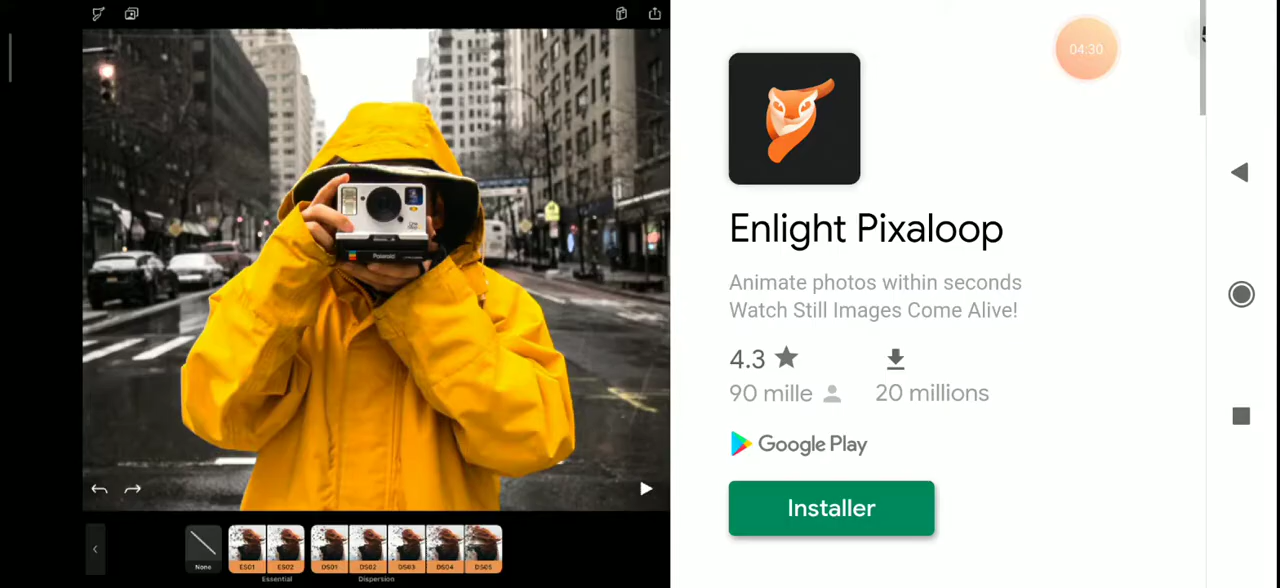 04:30
Polaroid
Enlight Pixaloop
Animate photos within seconds
Watch Still Images Come Alive!
4.3
90 mille 20 millions
Google Play
Installer
None ES01 ES02 DS01 DS02 DS03 DS04 DS05
Essential Dispersion